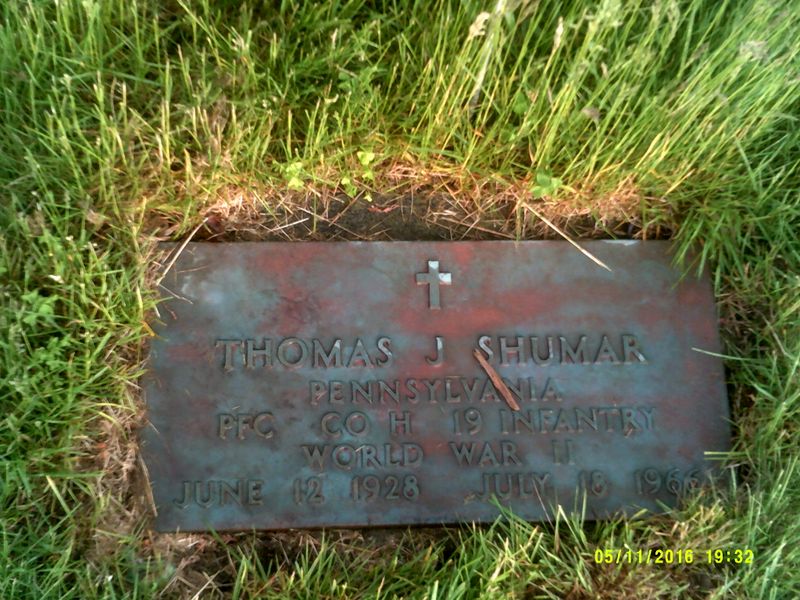 THOMAS J SHUMAR
PENNSYLVANIA
PFC CO H 19 INFANTRY
WORLD WAR II
JUNE 12 1928 JULY 18 1966
05/11/2016 19:32